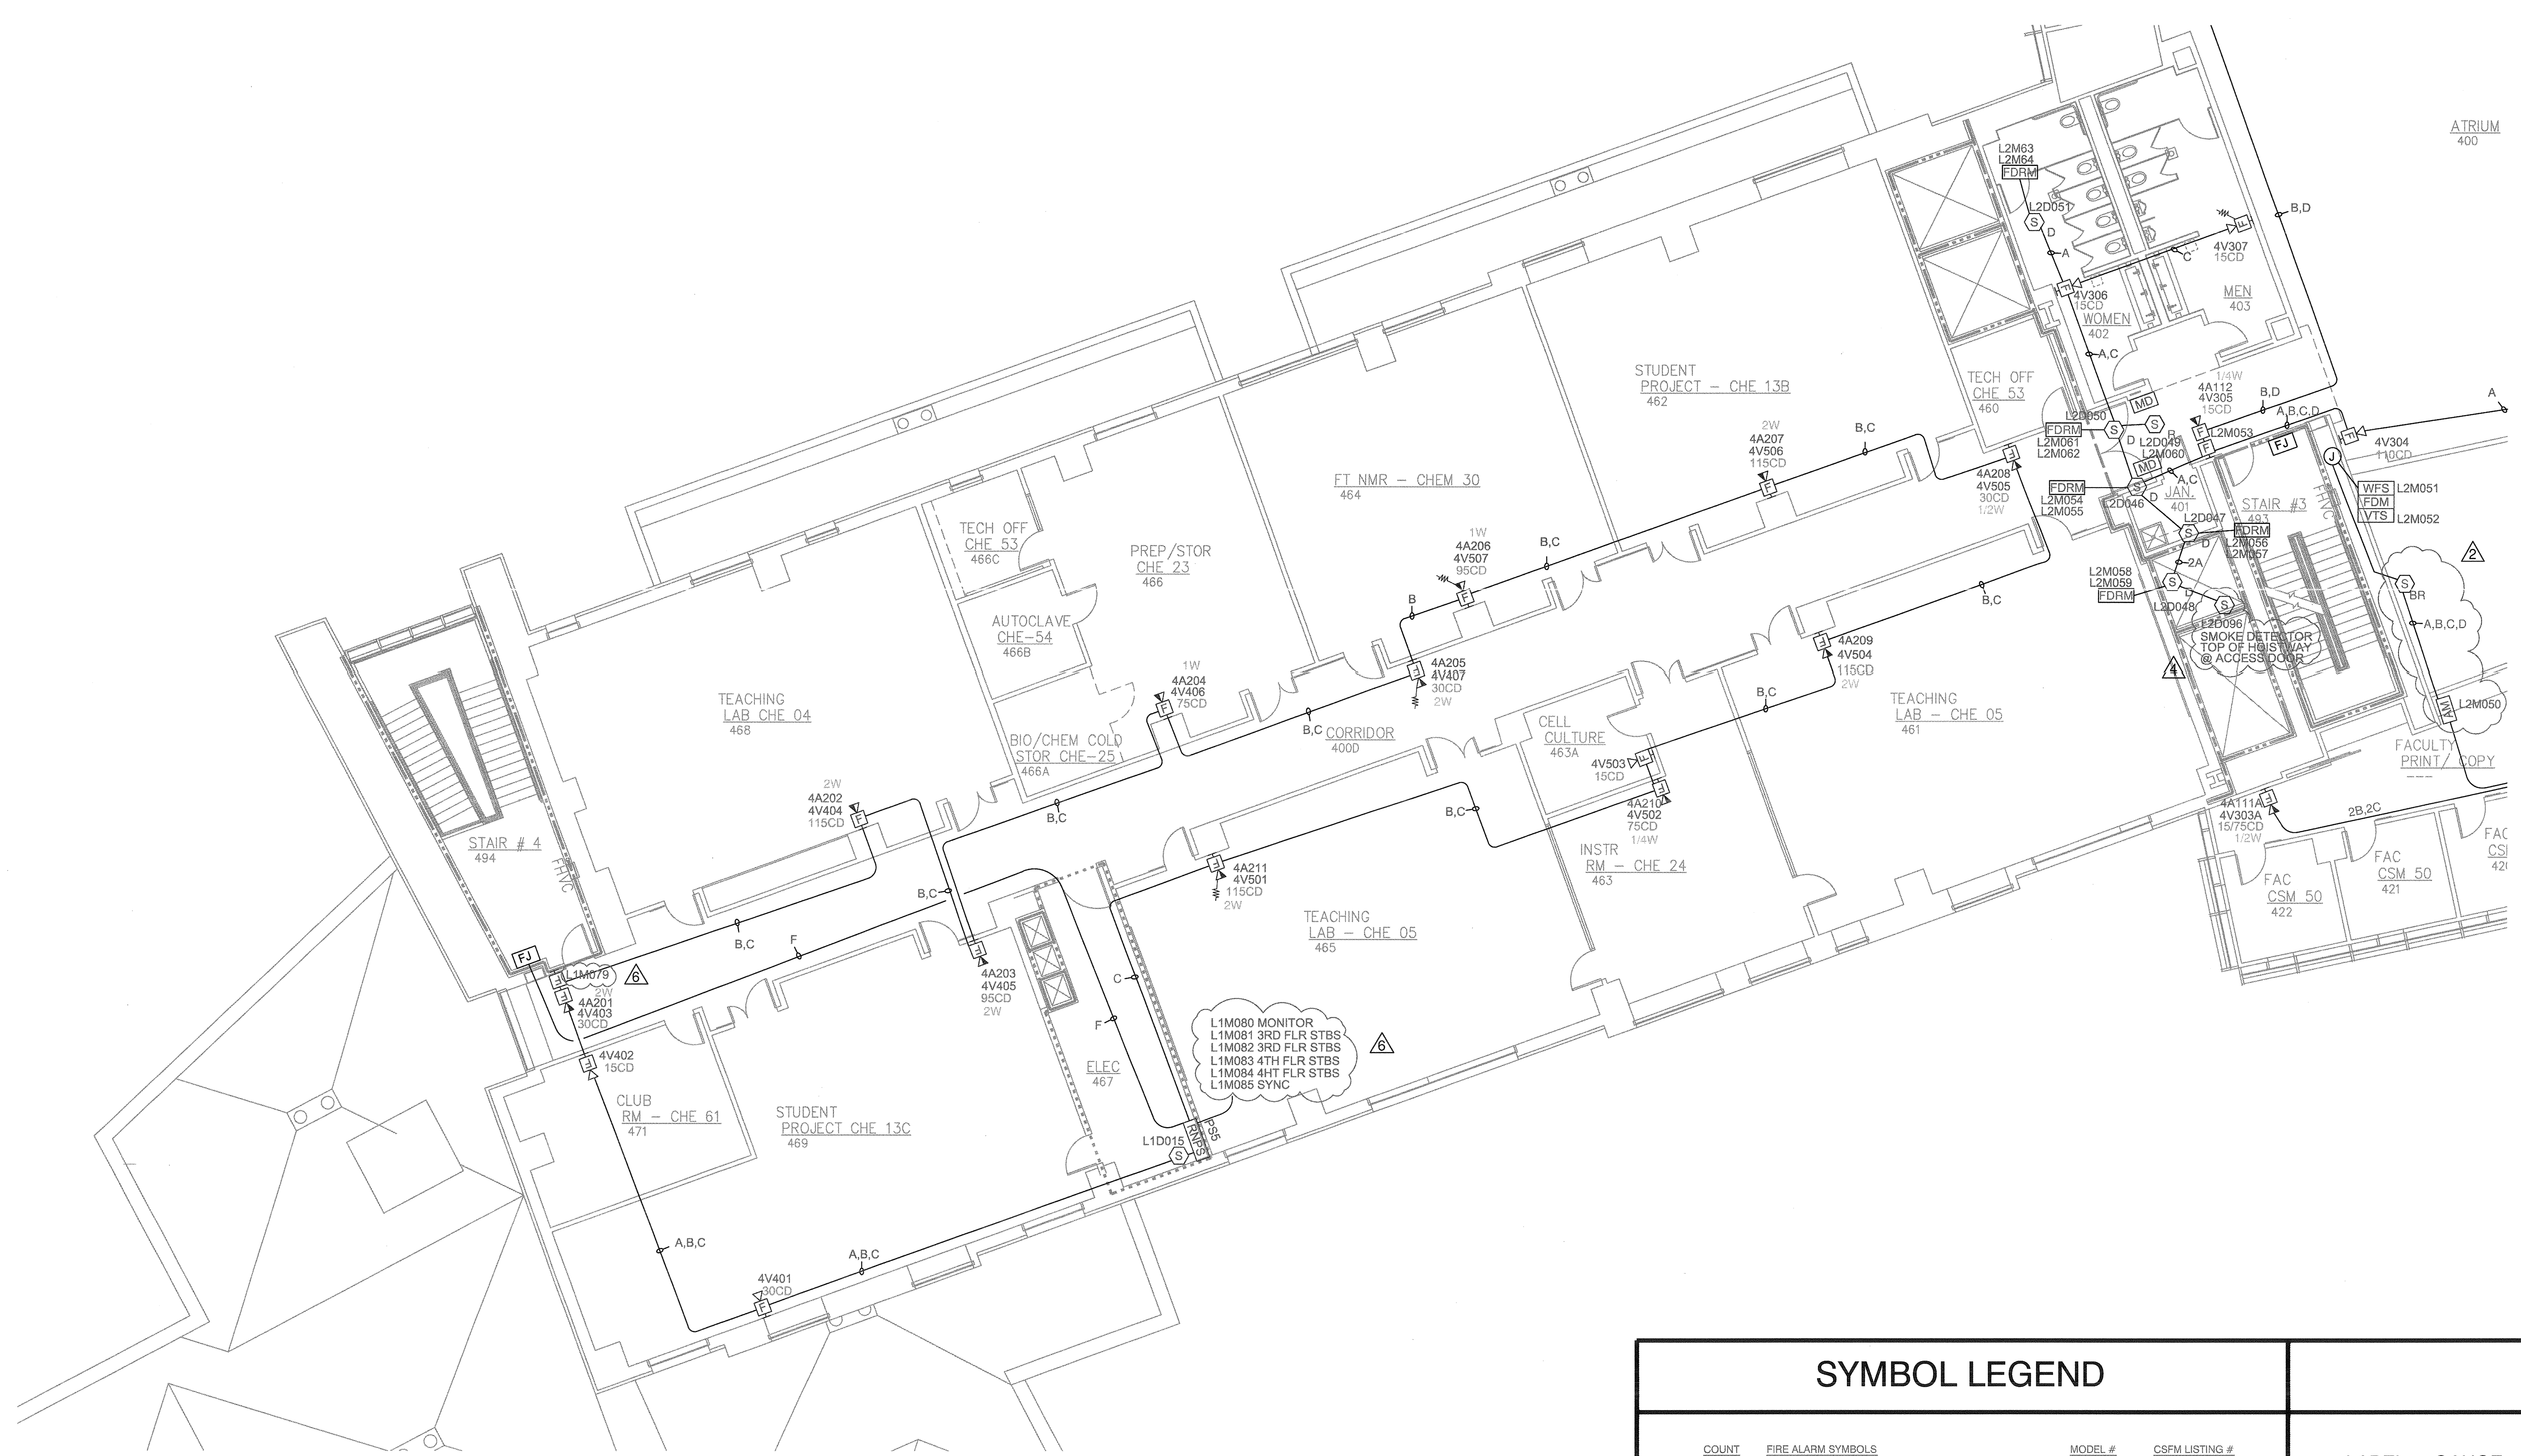 ATRIUM
400
L2M63
L2M64
FDRM
L2D051
S
D
A
B,D
F
4V307
15CD
C
F
4V306
15CD
WOMEN
402
MEN
403
A,C
STUDENT
PROJECT - CHE 13B
462
TECH OFF
CHE 53
460
1/4W
4A112
4V305
15CD
B,D
A,B,C,D
A
MD
L2D050
S
S
FDRM
L2M061
L2M062
D
R
L2D049
L2M060
F
F
L2M053
FJ
F
4V304
110CD
J
MD
A,C
FDRM
L2M054
L2M055
S
D
L2D046
JAN.
401
STAIR #3
493
FHVC
WFS
FDM
VTS
L2M051
L2M052
L2D047
S
FDRM
L2M056
L2M057
D
2A
L2M058
L2M059
FDRM
S
D
S
L2D048
L2D096
SMOKE DETECTOR
TOP OF HOISTWAY
@ ACCESS DOOR
4
2
S
BR
A,B,C,D
AM
L2M050
FACULTY
PRINT/ COPY
---
2W
4A207
4V506
115CD
F
B,C
F
4A208
4V505
30CD
1/2W
FT NMR - CHEM 30
464
1W
4A206
4V507
95CD
F
B,C
B
B,C
TECH OFF
CHE 53
466C
PREP/STOR
CHE 23
466
AUTOCLAVE
CHE-54
466B
BIO/CHEM COLD
STOR CHE-25
466A
1W
4A204
4V406
75CD
F
F
4A205
4V407
30CD
2W
B,C
CORRIDOR
400D
F
4A209
4V504
115CD
2W
B,C
CELL
CULTURE
463A
TEACHING
LAB - CHE 05
461
4V503
15CD
F
F
4A210
4V502
75CD
1/4W
B,C
INSTR
RM - CHE 24
463
F
4A111A
4V303A
15/75CD
1/2W
2B,2C
FAC
CSM 50
422
FAC
CSM 50
421
TEACHING
LAB CHE 04
468
2W
4A202
4V404
115CD
F
B,C
STAIR # 4
494
FHVC
B,C
B,C
F
F
4A211
4V501
115CD
2W
TEACHING
LAB - CHE 05
465
FJ
F
L1M079
6
F
2W
4A201
4V403
30CD
F
4A203
4V405
95CD
2W
C
F
L1M080 MONITOR
L1M081 3RD FLR STBS
L1M082 3RD FLR STBS
L1M083 4TH FLR STBS
L1M084 4HT FLR STBS
L1M085 SYNC
6
F
4V402
15CD
ELEC
467
CLUB
RM - CHE 61
471
STUDENT
PROJECT CHE 13C
469
L1D015
S
RNPS
PS5
A,B,C
A,B,C
4V401
30CD
F
SYMBOL LEGEND
COUNT FIRE ALARM SYMBOLS MODEL # CSFM LISTING #